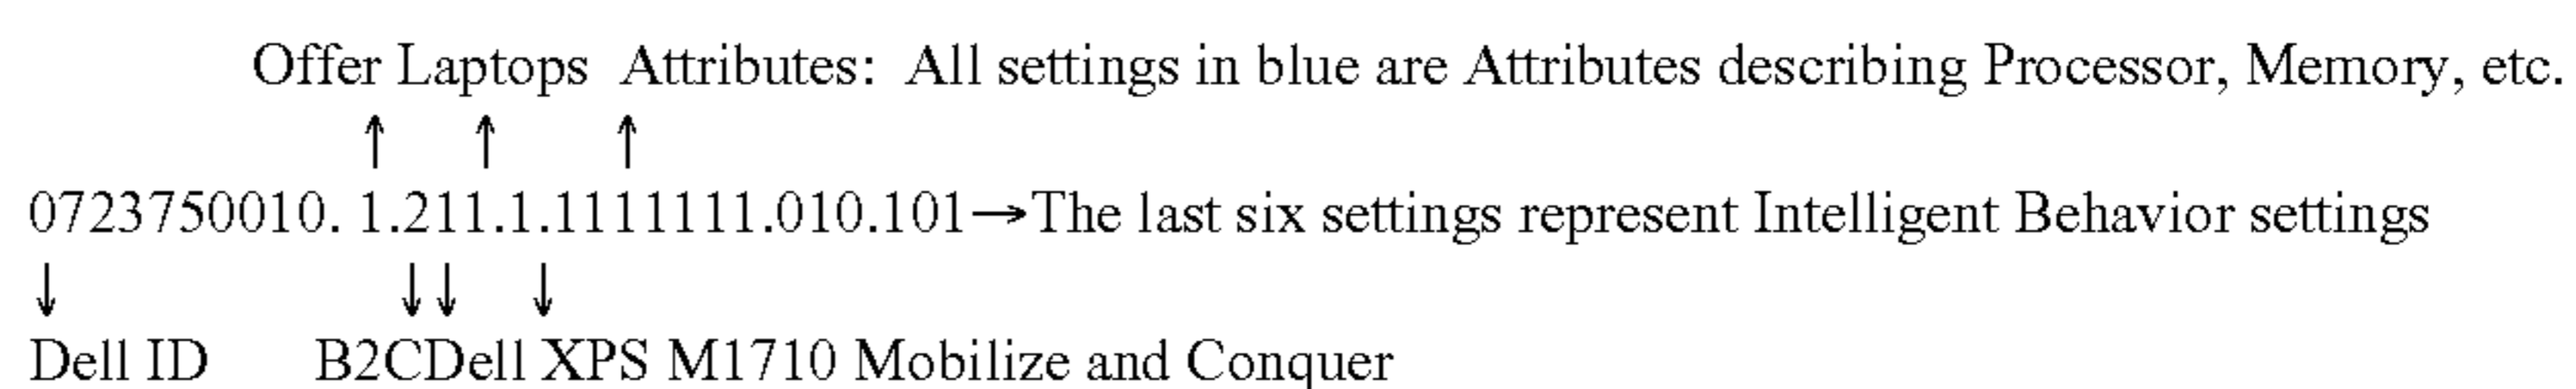 Offer Laptops Attributes: All settings in blue are Attributes describing Processor, Memory, etc.
↑ ↑ ↑
0723750010. 1.211.1.1111111.010.101→The last six settings represent Intelligent Behavior settings
↓ ↓↓ ↓
Dell ID B2CDell XPS M1710 Mobilize and Conquer